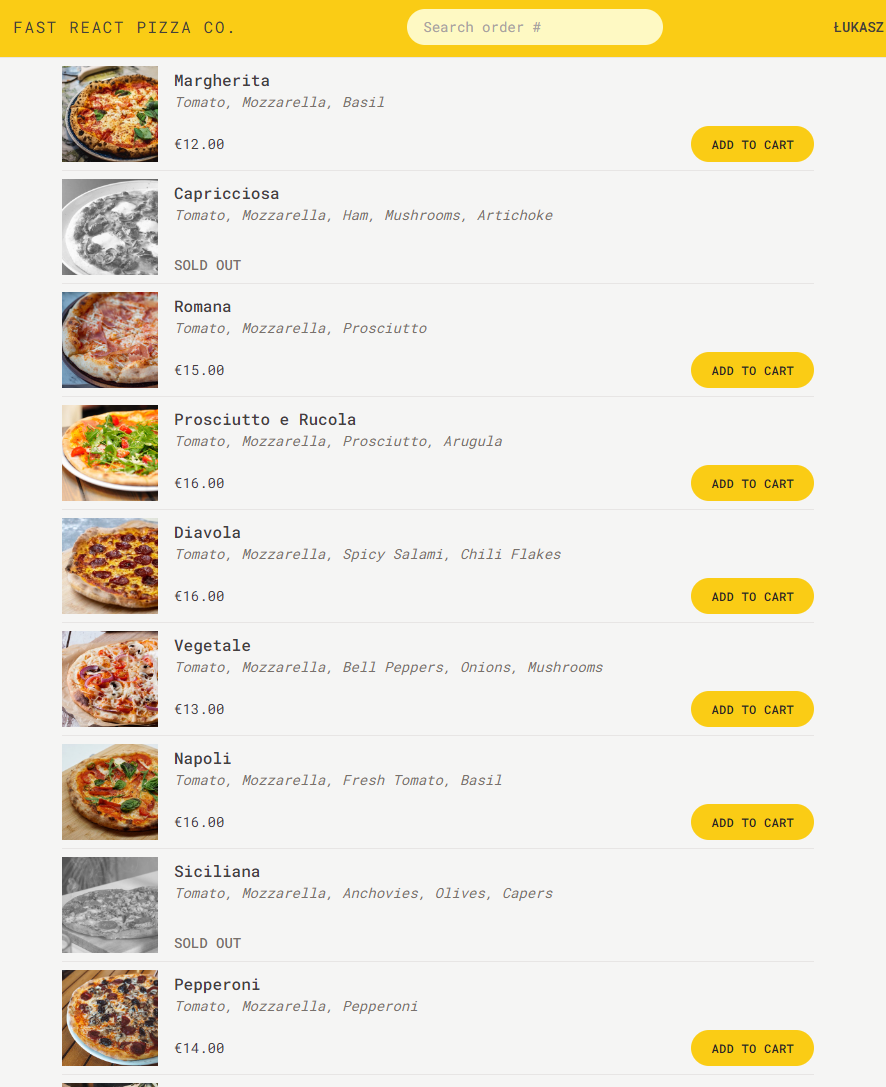 FAST REACT PIZZA CO.
Search order #
ŁUKASZ
Margherita
Tomato, Mozzarella, Basil
€12.00
ADD TO CART
Capricciosa
Tomato, Mozzarella, Ham, Mushrooms, Artichoke
SOLD OUT
Romana
Tomato, Mozzarella, Prosciutto
€15.00
ADD TO CART
Prosciutto e Rucola
Tomato, Mozzarella, Prosciutto, Arugula
€16.00
ADD TO CART
Diavola
Tomato, Mozzarella, Spicy Salami, Chili Flakes
€16.00
ADD TO CART
Vegetale
Tomato, Mozzarella, Bell Peppers, Onions, Mushrooms
€13.00
ADD TO CART
Napoli
Tomato, Mozzarella, Fresh Tomato, Basil
€16.00
ADD TO CART
Siciliana
Tomato, Mozzarella, Anchovies, Olives, Capers
SOLD OUT
Pepperoni
Tomato, Mozzarella, Pepperoni
€14.00
ADD TO CART